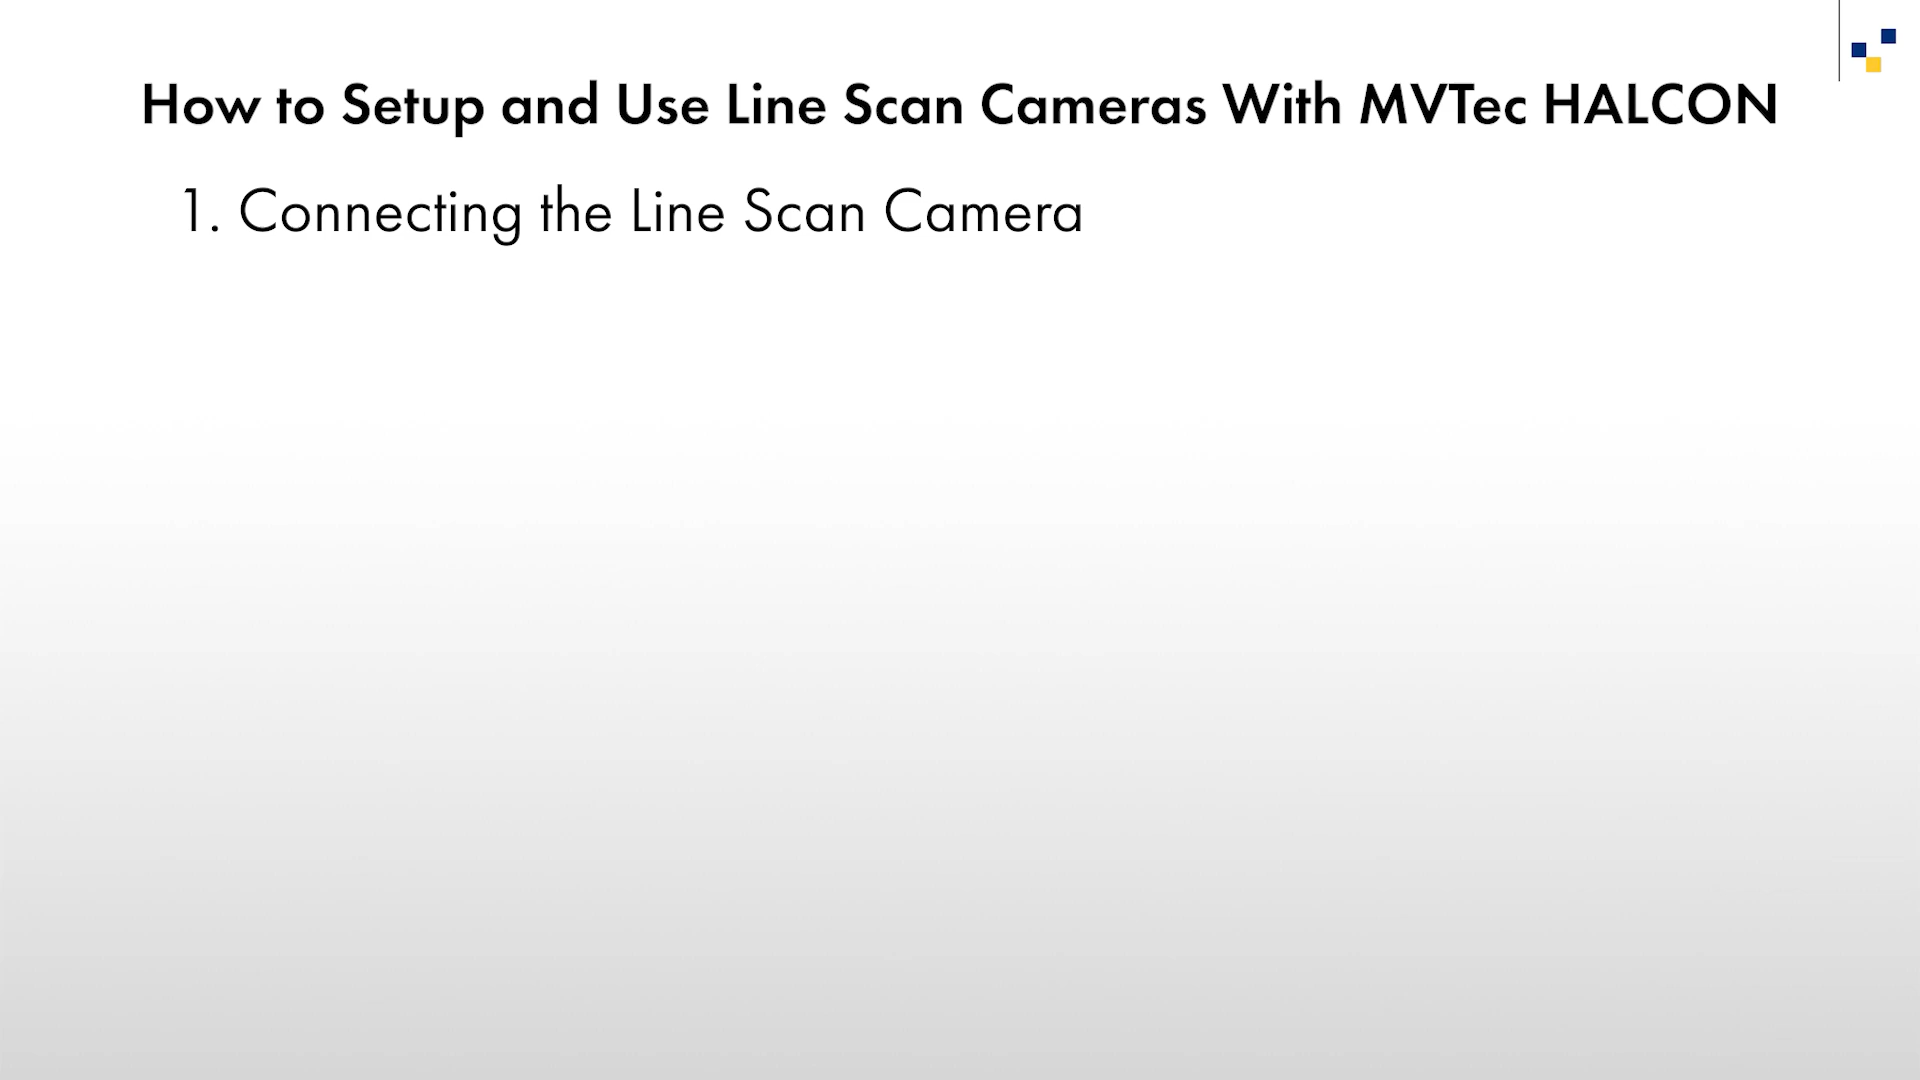 How to Setup and Use Line Scan Cameras With MVTec HALCON
1. Connecting the Line Scan Camera